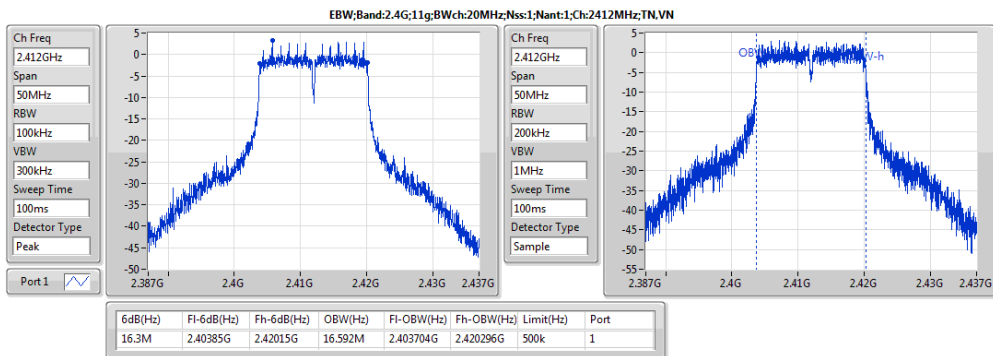 EBW;Band:2.4G;11g;BWch:20MHz;Nss:1;Nant:1;Ch:2412MHz;TN,VN
Ch Freq
2.412GHz
Span
50MHz
RBW
100kHz
VBW
300kHz
Sweep Time
100ms
Detector Type
Peak
Port 1
5
0
-5
-10
-15
-20
-25
-30
-35
-40
-45
-50
2.387G 2.4G 2.41G 2.42G 2.43G 2.437G
Ch Freq
2.412GHz
Span
50MHz
RBW
200kHz
VBW
1MHz
Sweep Time
100ms
Detector Type
Sample
5
0
-5
-10
-15
-20
-25
-30
-35
-40
-45
-50
-55
2.387G 2.4G 2.41G 2.42G 2.43G 2.437G
6dB(Hz) Fl-6dB(Hz) Fh-6dB(Hz) OBW(Hz) Fl-OBW(Hz) Fh-OBW(Hz) Limit(Hz) Port
16.3M 2.40385G 2.42015G 16.592M 2.403704G 2.420296G 500k 1